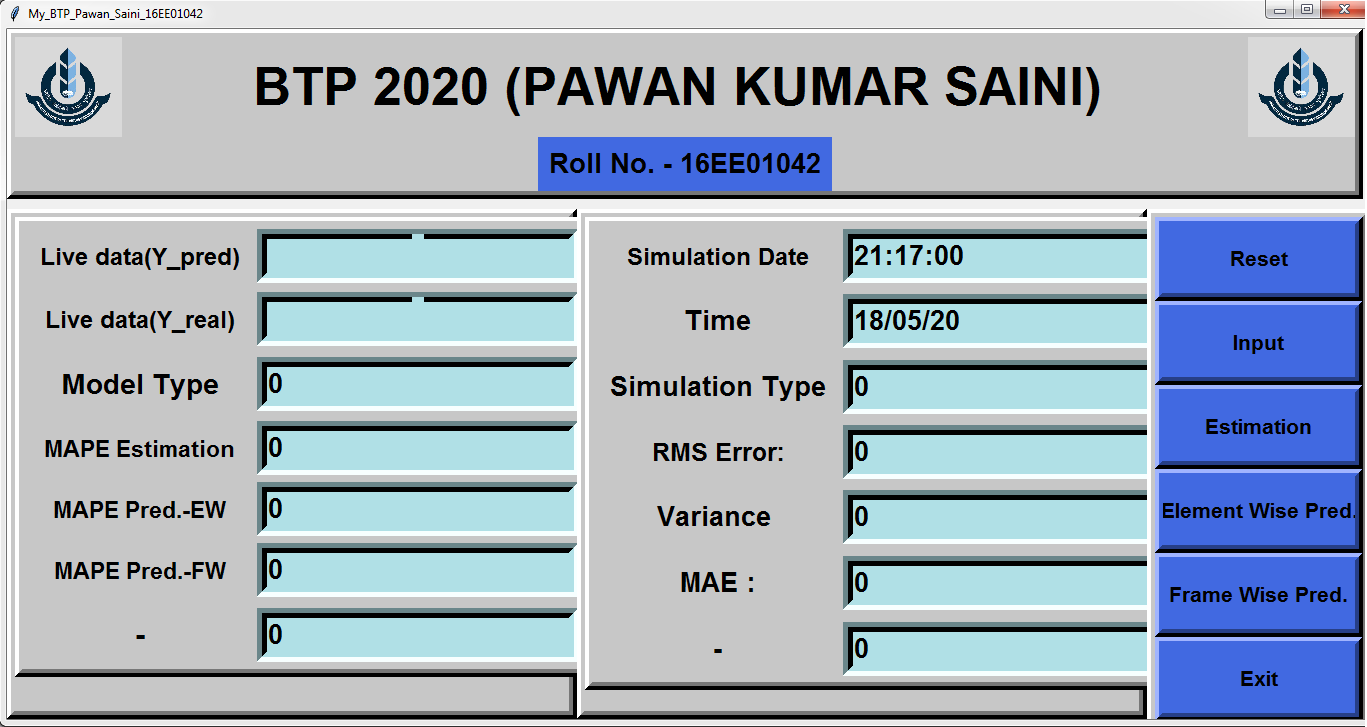 My_BTP_Pawan_Saini_16EE01042
BTP 2020 (PAWAN KUMAR SAINI)
Roll No. - 16EE01042
Live data(Y_pred)
Live data(Y_real)
Model Type 0
MAPE Estimation 0
MAPE Pred.-EW 0
MAPE Pred.-FW 0
- 0
Simulation Date 21:17:00
Time 18/05/20
Simulation Type 0
RMS Error: 0
Variance 0
MAE : 0
- 0
Reset
Input
Estimation
Element Wise Pred.
Frame Wise Pred.
Exit